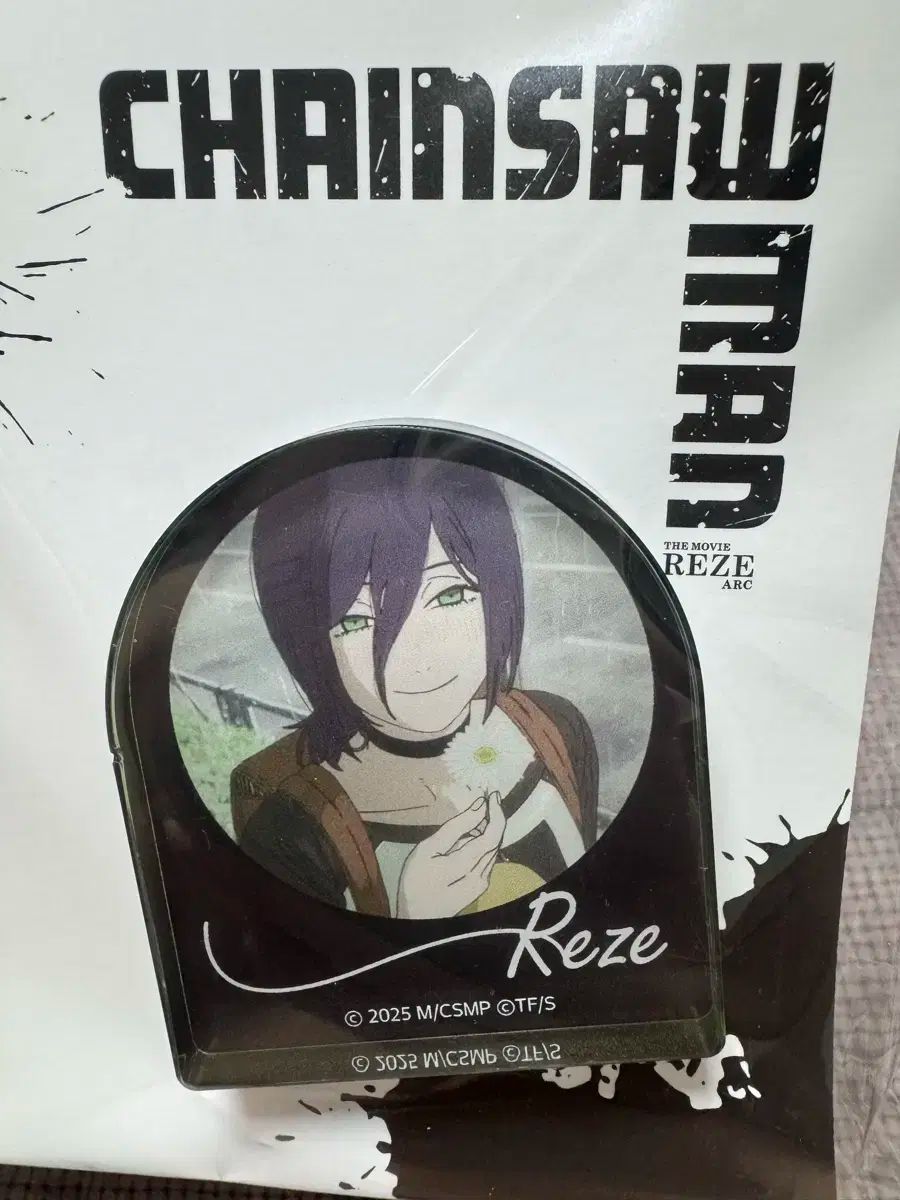 CHAINSAW
MAN
THE MOVIE
REZE
ARC
Reze
© 2025 M/CSMP ©TF/S
© 2025 M/CSMP ©TF/S